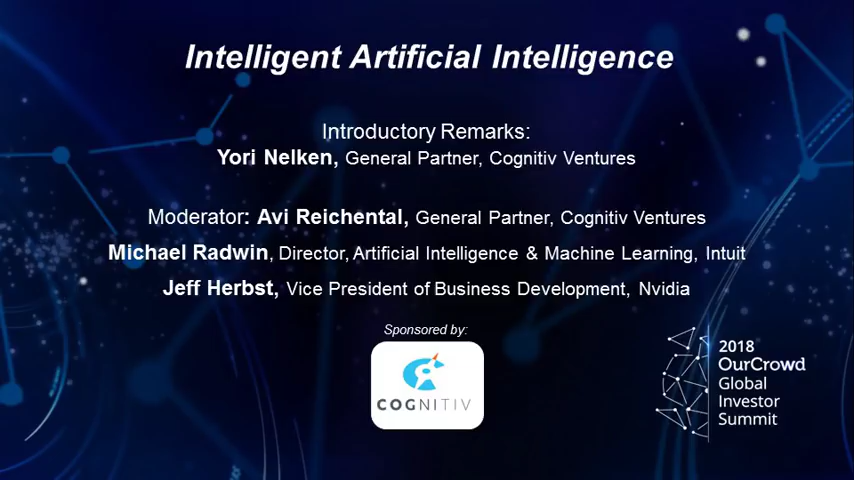 Intelligent Artificial Intelligence
Introductory Remarks:
Yori Nelken, General Partner, Cognitiv Ventures
Moderator: Avi Reichental, General Partner, Cognitiv Ventures
Michael Radwin, Director, Artificial Intelligence & Machine Learning, Intuit
Jeff Herbst, Vice President of Business Development, Nvidia
Sponsored by:
COGNITIV
2018
OurCrowd
Global
Investor
Summit